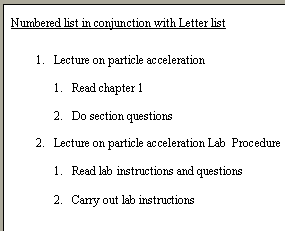 Numbered list in conjunction with Letter list
1. Lecture on particle acceleration
1. Read chapter 1
2. Do section questions
2. Lecture on particle acceleration Lab Procedure
1. Read lab instructions and questions
2. Carry out lab instructions